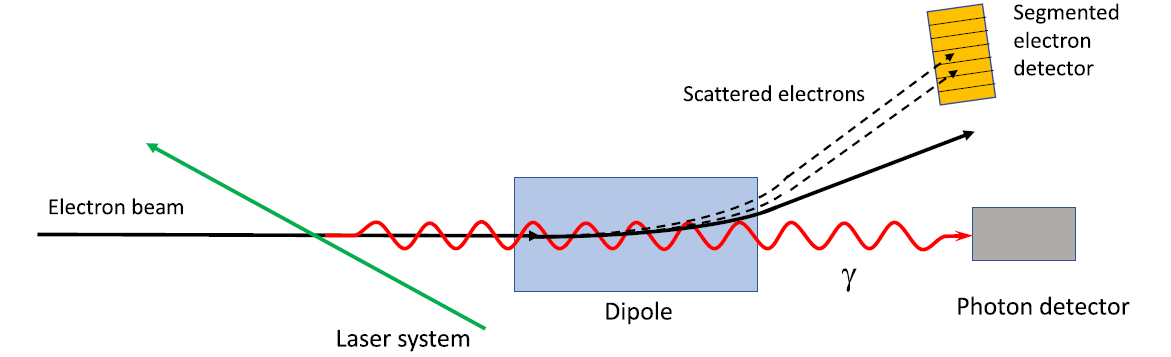 Segmented
electron
detector
Scattered electrons
Electron beam
γ
Dipole
Photon detector
Laser system